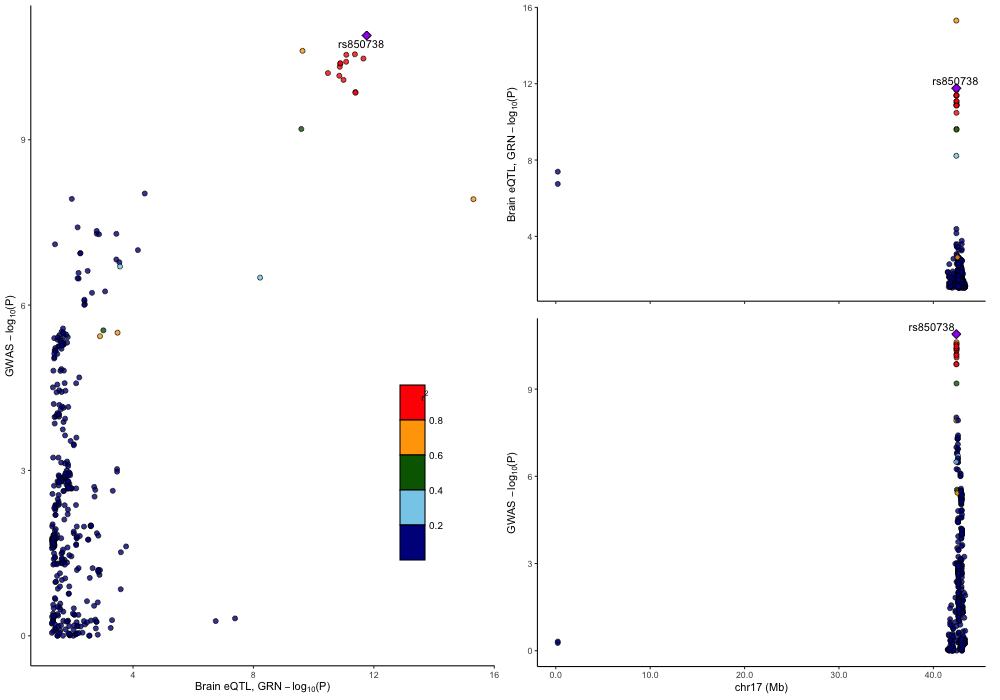 rs850738
9
6
3
0
GWAS −log10(P)
4
8
12
16
Brain eQTL, GRN −log10(P)
r2
0.8
0.6
0.4
0.2
16
12
8
4
Brain eQTL, GRN −log10(P)
rs850738
rs850738
9
6
3
0
GWAS −log10(P)
0.0
10.0
20.0
30.0
40.0
chr17 (Mb)